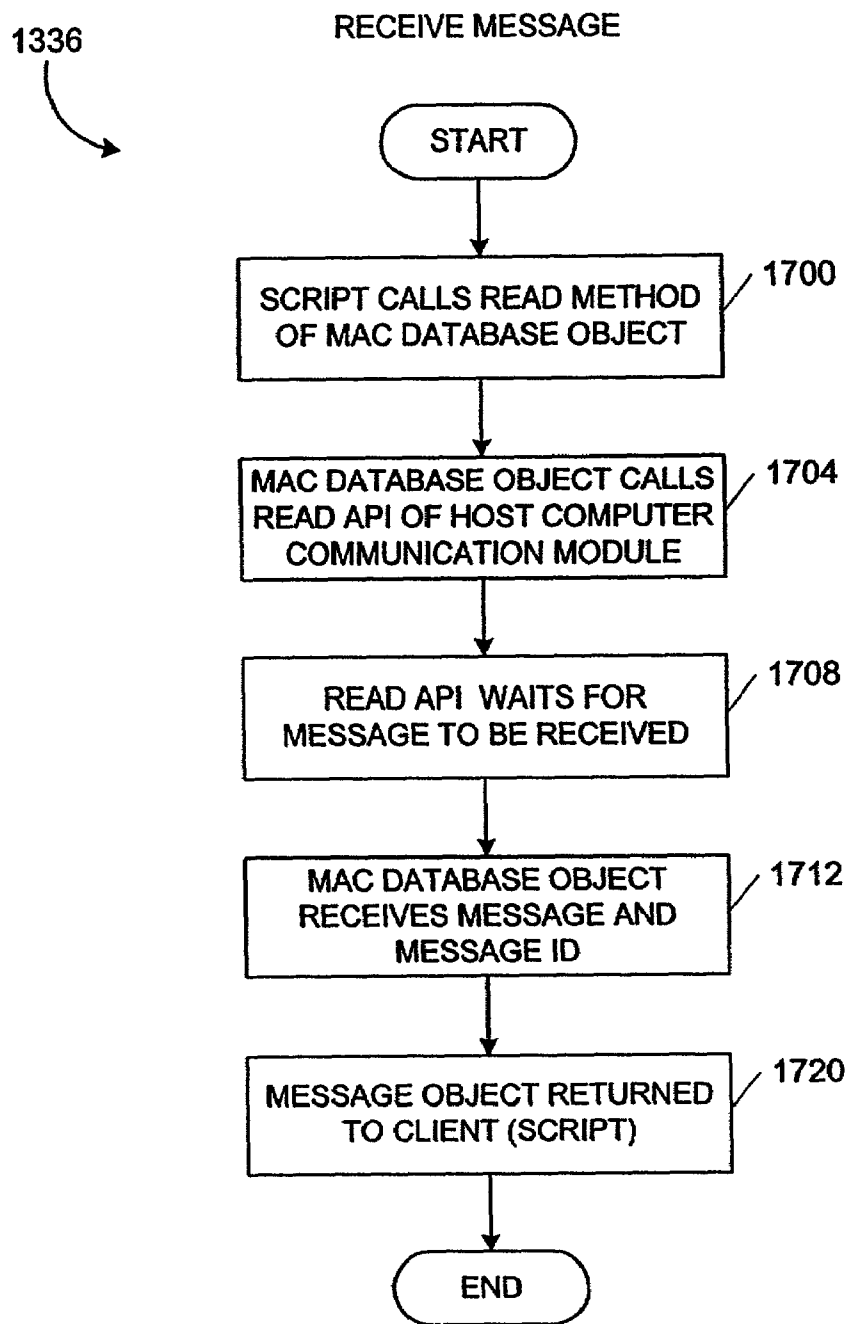 RECEIVE MESSAGE
1336
START
1700
SCRIPT CALLS READ METHOD
OF MAC DATABASE OBJECT
1704
MAC DATABASE OBJECT CALLS
READ API OF HOST COMPUTER
COMMUNICATION MODULE
1708
READ API WAITS FOR
MESSAGE TO BE RECEIVED
1712
MAC DATABASE OBJECT
RECEIVES MESSAGE AND
MESSAGE ID
1720
MESSAGE OBJECT RETURNED
TO CLIENT (SCRIPT)
END